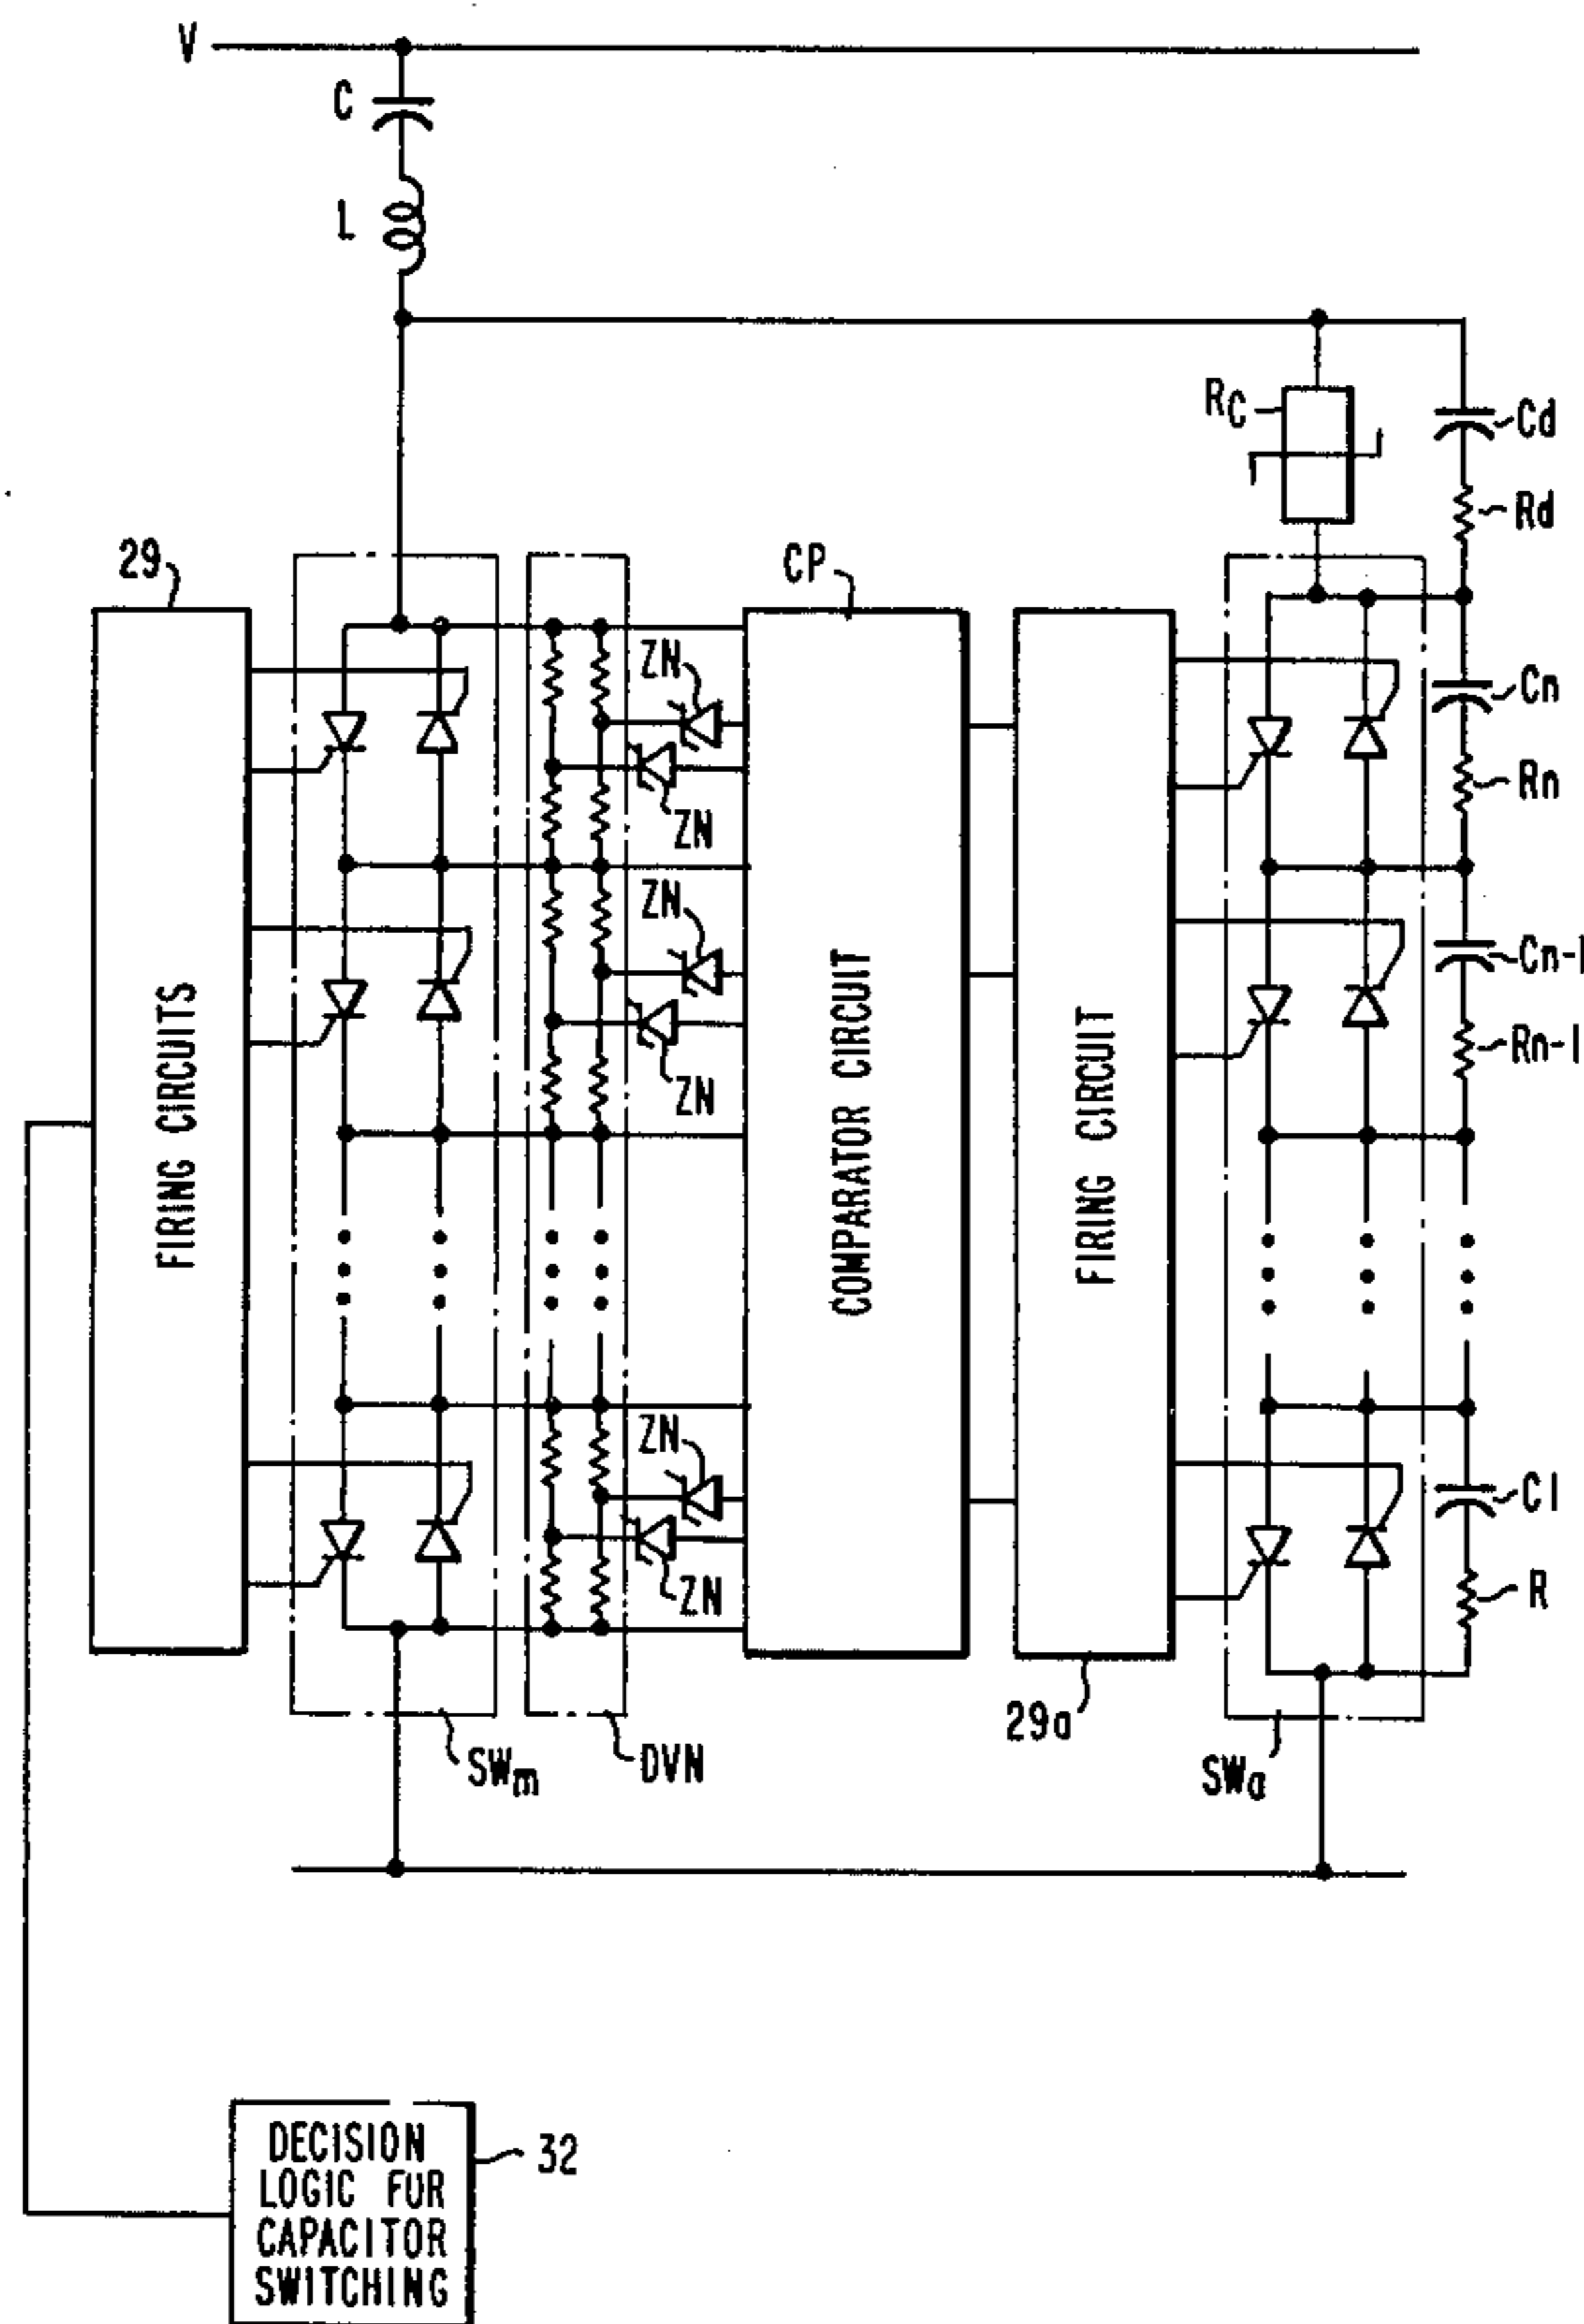 V
C
L
RC
Cd
Rd
29
CP
ZN
Cn
Rn
ZN
ZN
Cn-1
Rn-1
ZN
FIRING CIRCUITS
COMPARATOR CIRCUIT
FIRING CIRCUIT
ZN
C1
ZN
R
29a
SWm
DVN
SWa
DECISION
LOGIC FUR
CAPACITOR
SWITCHING
32